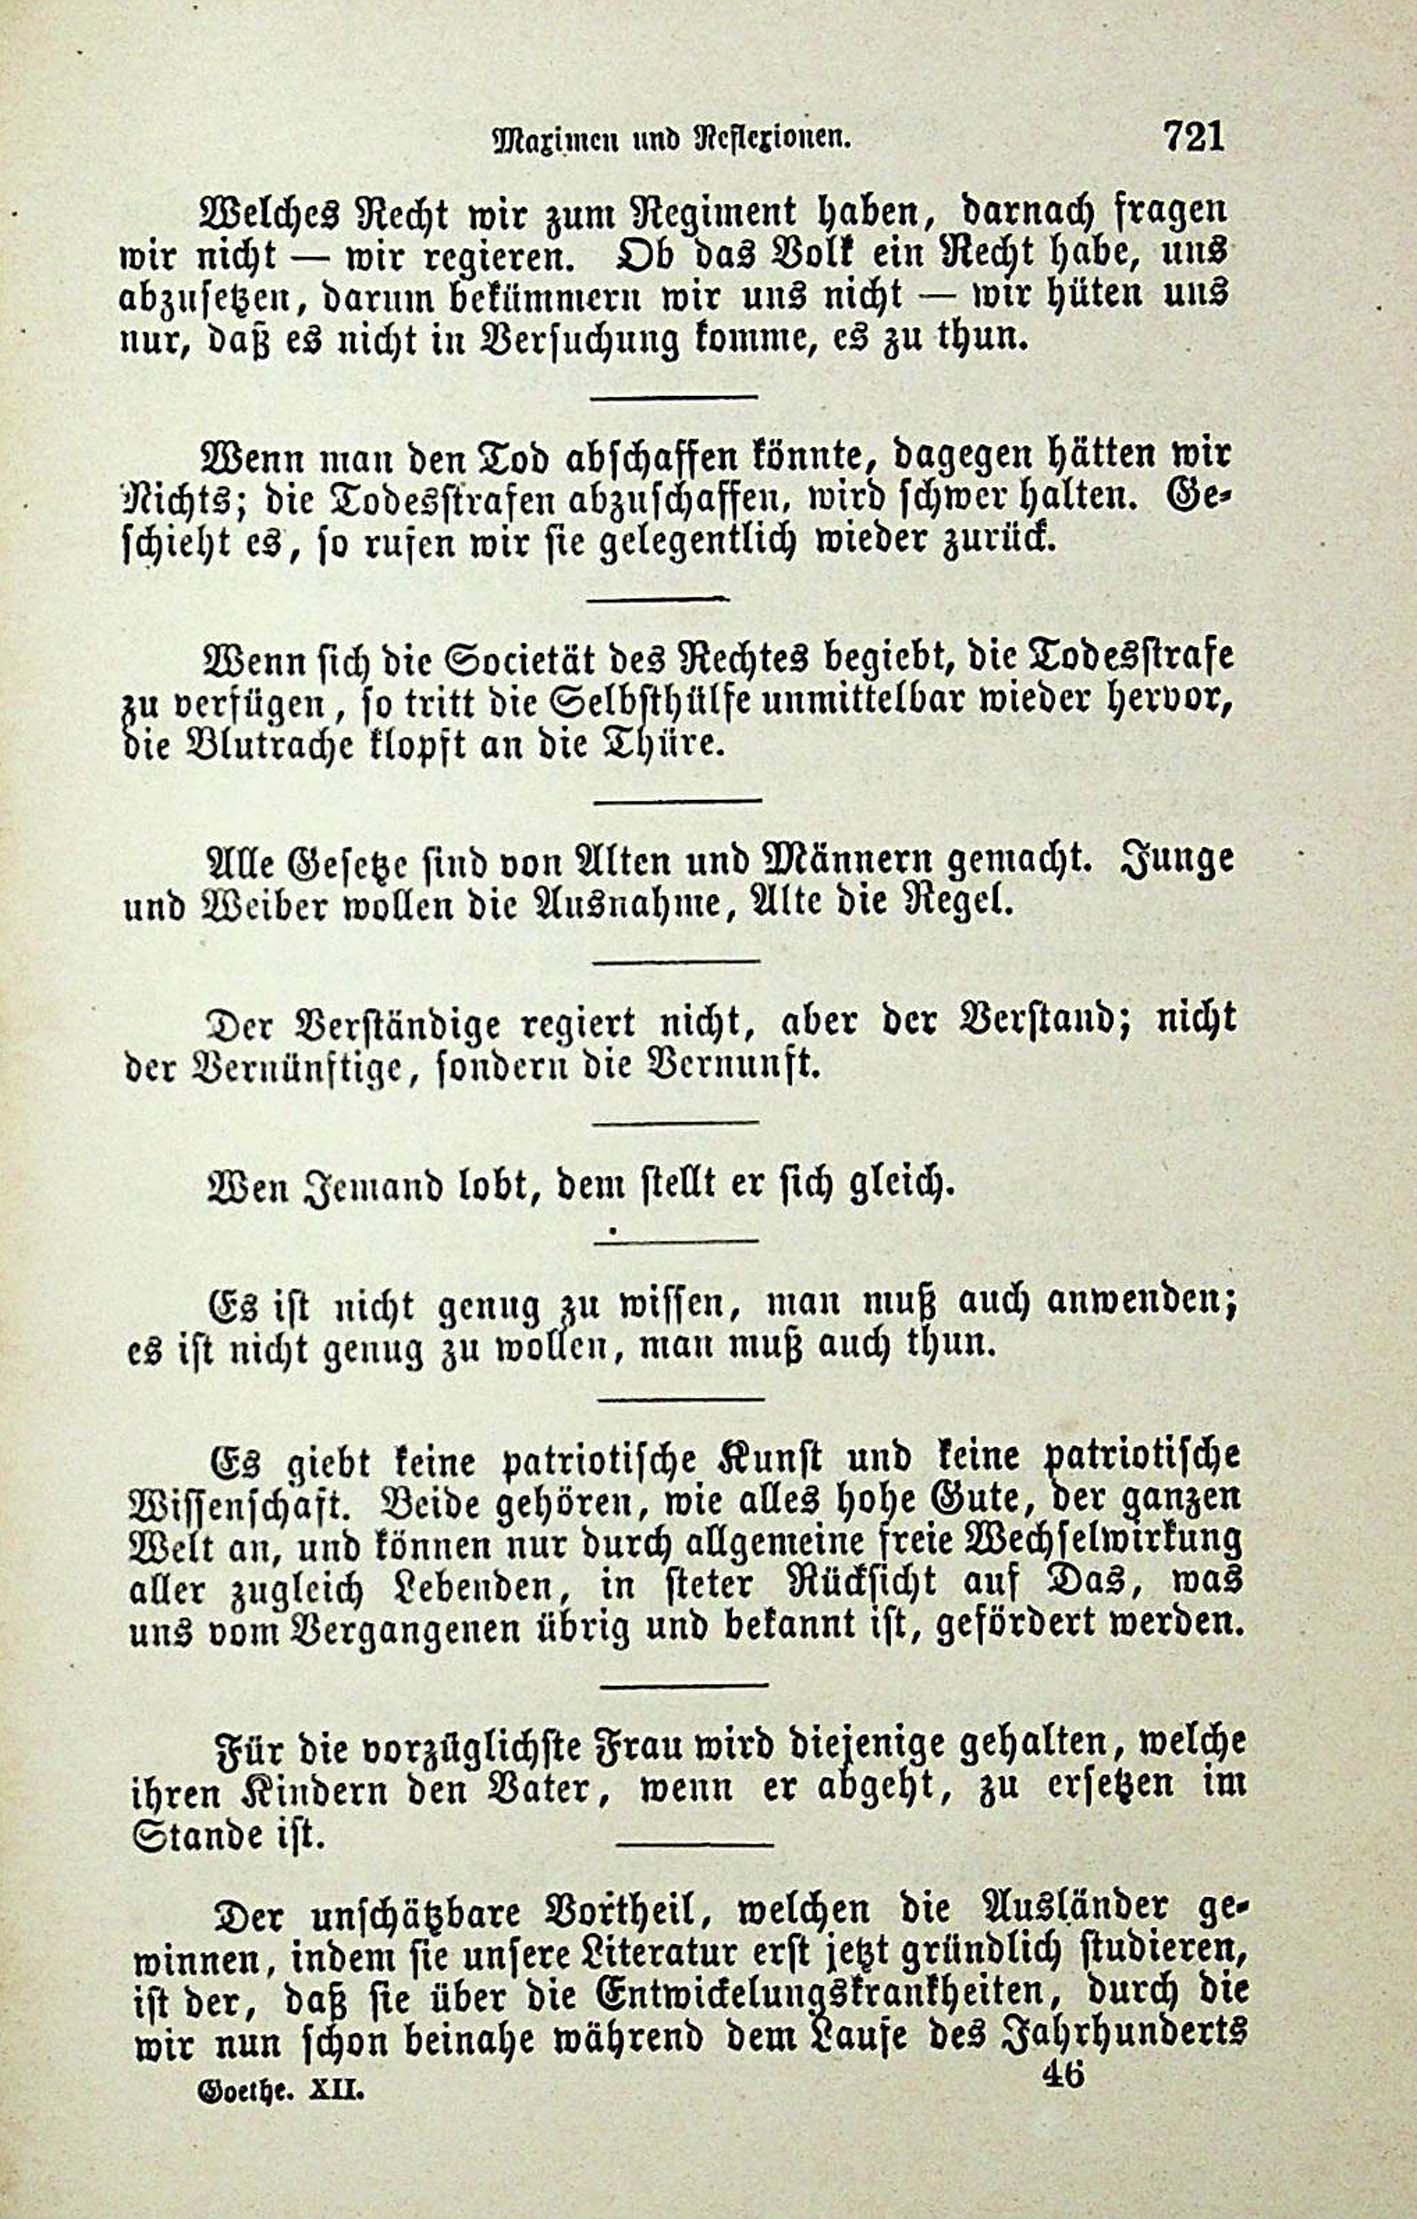 Maximen und Reflexionen. 721
Welches Recht wir zum Regiment haben, darnach fragen
wir nicht — wir regieren. Ob das Volk ein Recht habe, uns
abzusetzen, darum bekümmern wir uns nicht — wir hüten uns
nur, daß es nicht in Versuchung komme, es zu thun.
Wenn man den Tod abschaffen könnte, dagegen hätten wir
Nichts; die Todesstrafen abzuschaffen, wird schwer halten. Ge-
schieht es, so rufen wir sie gelegentlich wieder zurück.
Wenn sich die Societät des Rechtes begiebt, die Todesstrafe
zu verfügen, so tritt die Selbsthülfe unmittelbar wieder hervor,
die Blutrache klopft an die Thüre.
Alle Gesetze sind von Alten und Männern gemacht. Junge
und Weiber wollen die Ausnahme, Alte die Regel.
Der Verständige regiert nicht, aber der Verstand; nicht
der Vernünftige, sondern die Vernunft.
Wen Jemand lobt, dem stellt er sich gleich.
Es ist nicht genug zu wissen, man muß auch anwenden;
es ist nicht genug zu wollen, man muß auch thun.
Es giebt keine patriotische Kunst und keine patriotische
Wissenschaft. Beide gehören, wie alles hohe Gute, der ganzen
Welt an, und können nur durch allgemeine freie Wechselwirkung
aller zugleich Lebenden, in steter Rücksicht auf Das, was
uns vom Vergangenen übrig und bekannt ist, gefördert werden.
Für die vorzüglichste Frau wird diejenige gehalten, welche
ihren Kindern den Vater, wenn er abgeht, zu ersetzen im
Stande ist.
Der unschätzbare Vortheil, welchen die Ausländer ge-
winnen, indem sie unsere Literatur erst jetzt gründlich studieren,
ist der, daß sie über die Entwickelungskrankheiten, durch die
wir nun schon beinahe während dem Laufe des Jahrhunderts
Goethe. XII. 46